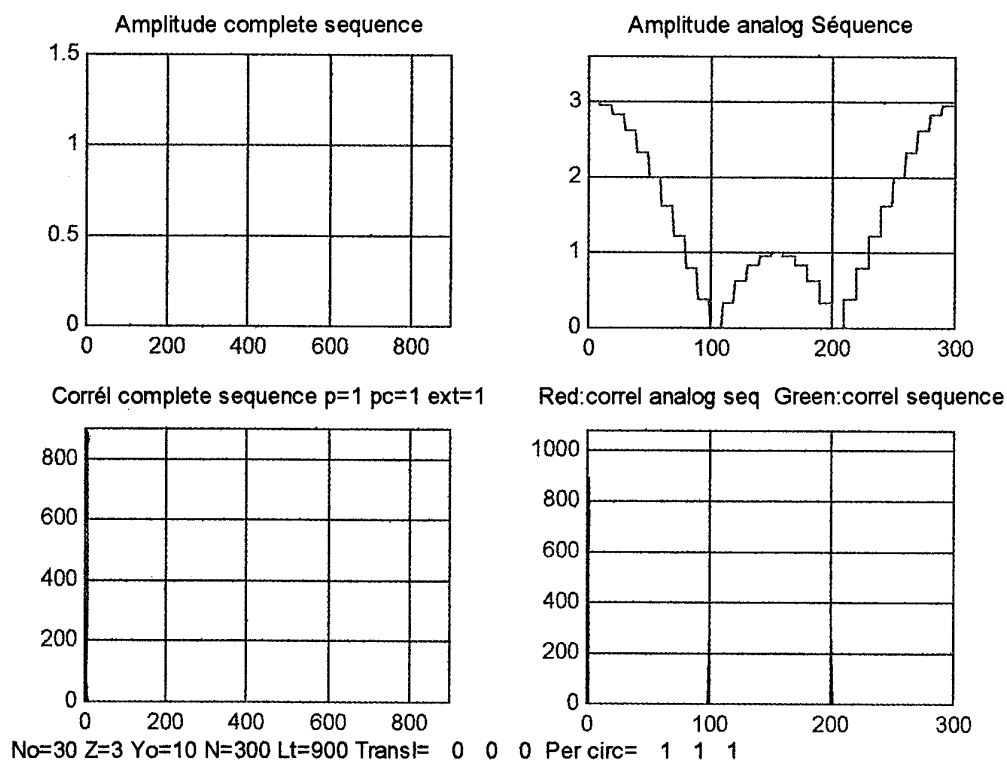 Amplitude complete sequence
1.5
1
0.5
0
0 200 400 600 800
Amplitude analog Séquence
3
2
1
0
0 100 200 300
Corrél complete sequence p=1 pc=1 ext=1
800
600
400
200
0
0 200 400 600 800
Red:correl analog seq Green:correl sequence
1000
800
600
400
200
0
0 100 200 300
No=30 Z=3 Yo=10 N=300 Lt=900 Transl= 0 0 0 Per circ= 1 1 1